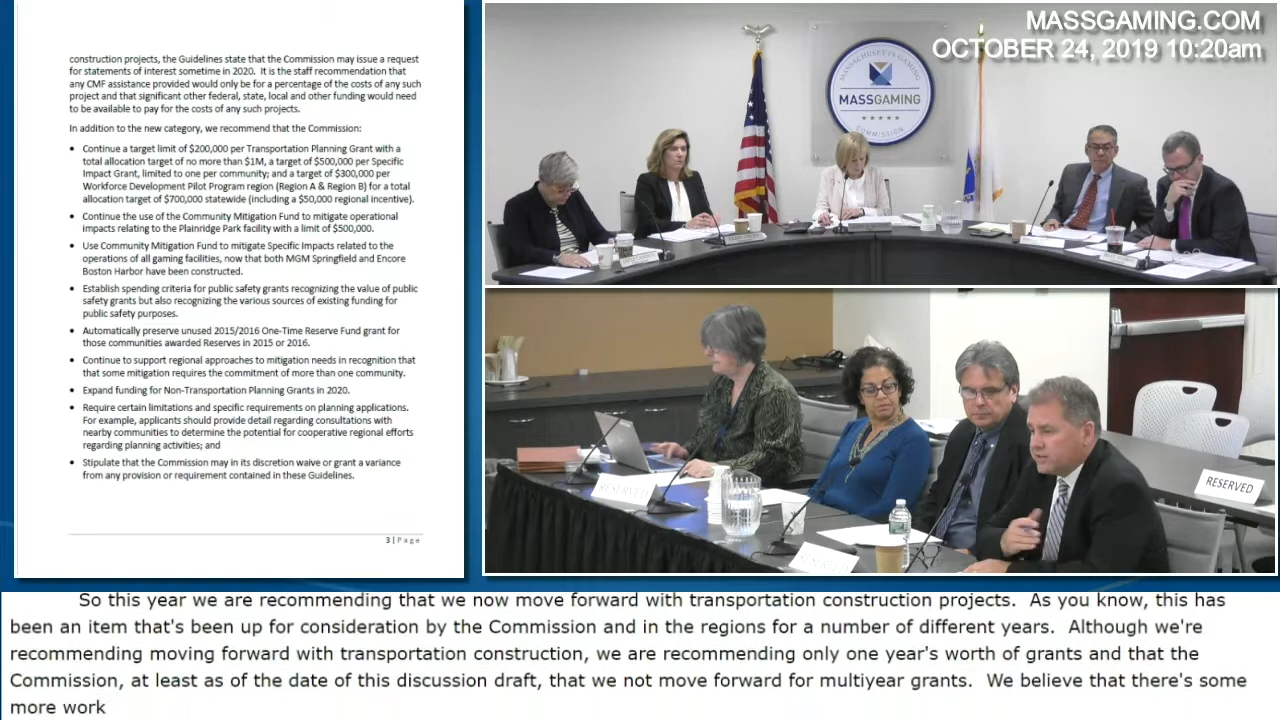 construction projects, the Guidelines state that the Commission may issue a request
for statements of interest sometime in 2020.  It is the staff recommendation that
any CMF assistance provided would only be for a percentage of the costs of any such
project and that significant other federal, state, local and other funding would need
to be available to pay for the costs of any such projects.
In addition to the new category, we recommend that the Commission:
• Continue a target limit of $200,000 per Transportation Planning Grant with a
total allocation target of no more than $1M, a target of $500,000 per Specific
Impact Grant, limited to one per community; and a target of $300,000 per
Workforce Development Pilot Program region (Region A & Region B) for a total
allocation target of $700,000 statewide (including a $50,000 regional incentive).
• Continue the use of the Community Mitigation Fund to mitigate operational
impacts relating to the Plainridge Park facility with a limit of $500,000.
• Use Community Mitigation Fund to mitigate Specific Impacts related to the
operations of all gaming facilities, now that both MGM Springfield and Encore
Boston Harbor have been constructed.
• Establish spending criteria for public safety grants recognizing the value of public
safety grants but also recognizing the various sources of existing funding for
public safety purposes.
• Automatically preserve unused 2015/2016 One-Time Reserve Fund grant for
those communities awarded Reserves in 2015 or 2016.
• Continue to support regional approaches to mitigation needs in recognition that
that some mitigation requires the commitment of more than one community.
• Expand funding for Non-Transportation Planning Grants in 2020.
• Require certain limitations and specific requirements on planning applications.
For example, applicants should provide detail regarding consultations with
nearby communities to determine the potential for cooperative regional efforts
regarding planning activities; and
• Stipulate that the Commission may in its discretion waive or grant a variance
from any provision or requirement contained in these Guidelines.
3 | Page
MASSGAMING.COM
OCTOBER 24, 2019 10:20am
MASSACHUSETTS GAMING
MASSGAMING
COMMISSION
RESERVED
RESERVED
RESERVED
So this year we are recommending that we now move forward with transportation construction projects.  As you know, this has
been an item that's been up for consideration by the Commission and in the regions for a number of different years.  Although we're
recommending moving forward with transportation construction, we are recommending only one year's worth of grants and that the
Commission, at least as of the date of this discussion draft, that we not move forward for multiyear grants.  We believe that there's some
more work